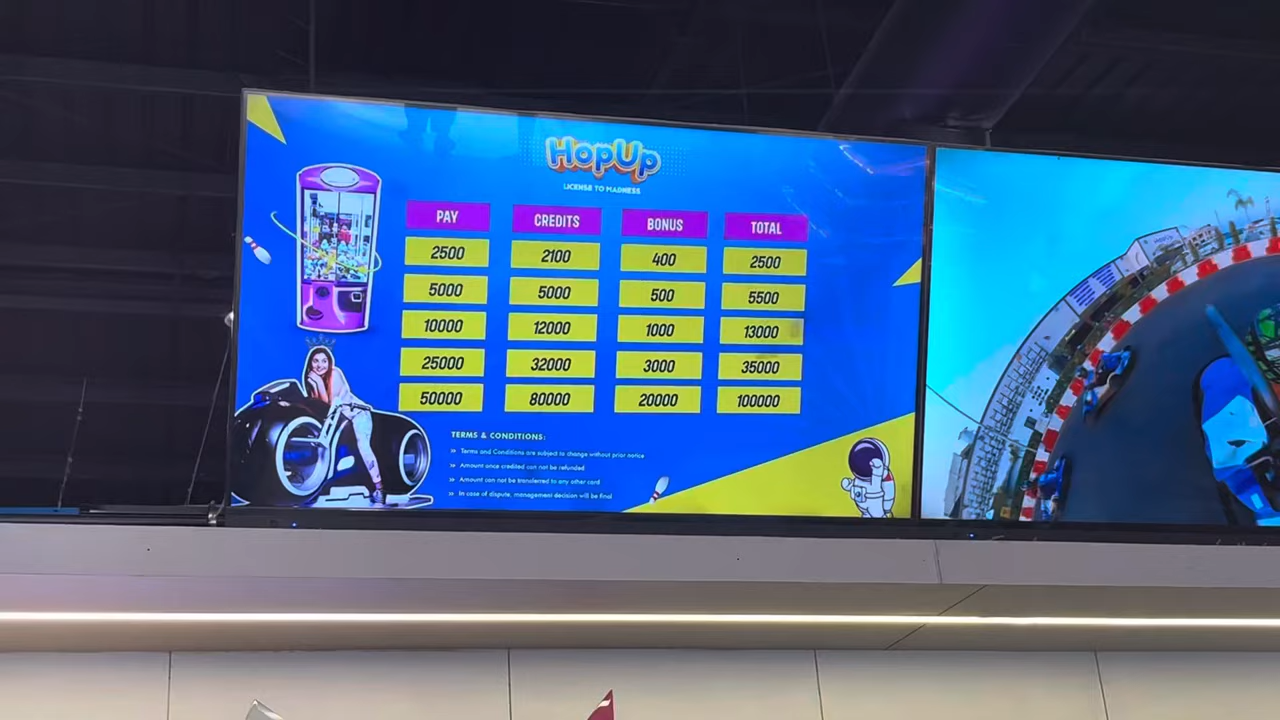 HopUp
LICENSE TO MADNESS
PAY CREDITS BONUS TOTAL
2500 2100 400 2500
5000 5000 500 5500
10000 12000 1000 13000
25000 32000 3000 35000
50000 80000 20000 100000
TERMS & CONDITIONS:
» Terms and Conditions are subject to change without prior notice
» Amount once credited can not be refunded
» Amount can not be transferred to any other card
» In case of dispute, management decision will be final